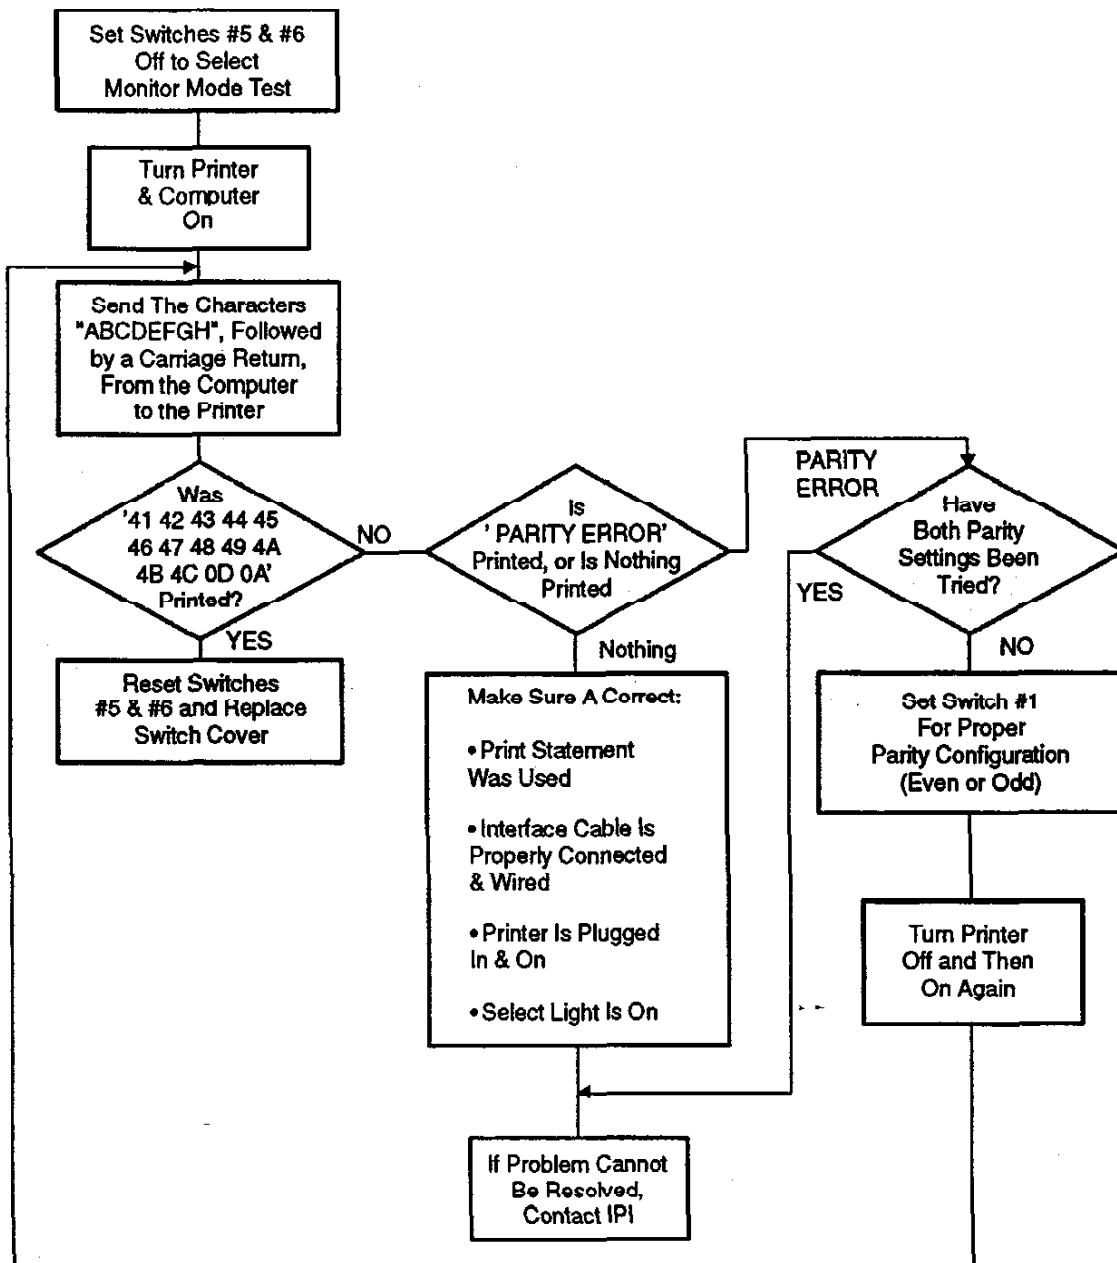 Set Switches #5 & #6
Off to Select
Monitor Mode Test
Turn Printer
& Computer
On
Send The Characters
"ABCDEFGH", Followed
by a Carriage Return,
From the Computer
to the Printer
Was
'41 42 43 44 45
46 47 48 49 4A
4B 4C 0D 0A'
Printed?
NO
YES
Reset Switches
#5 & #6 and Replace
Switch Cover
Is
' PARITY ERROR'
Printed, or Is Nothing
Printed
Nothing
Make Sure A Correct:
• Print Statement
Was Used
• Interface Cable Is
Properly Connected
& Wired
• Printer Is Plugged
In & On
• Select Light Is On
PARITY
ERROR
Have
Both Parity
Settings Been
Tried?
YES
NO
Set Switch #1
For Proper
Parity Configuration
(Even or Odd)
Turn Printer
Off and Then
On Again
If Problem Cannot
Be Resolved,
Contact IPI